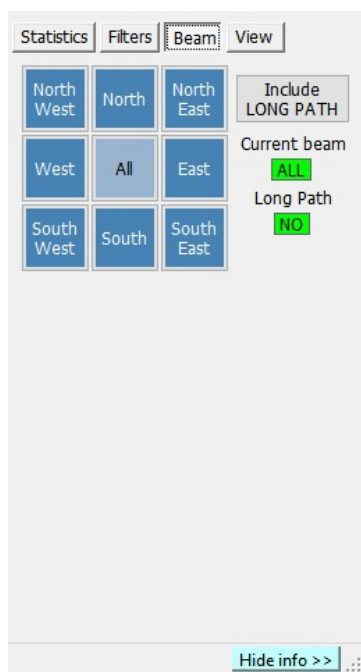 Statistics Filters Beam View
North West North North East Include LONG PATH
West All East Current beam
ALL
Long Path
South West South South East NO
Hide info >>